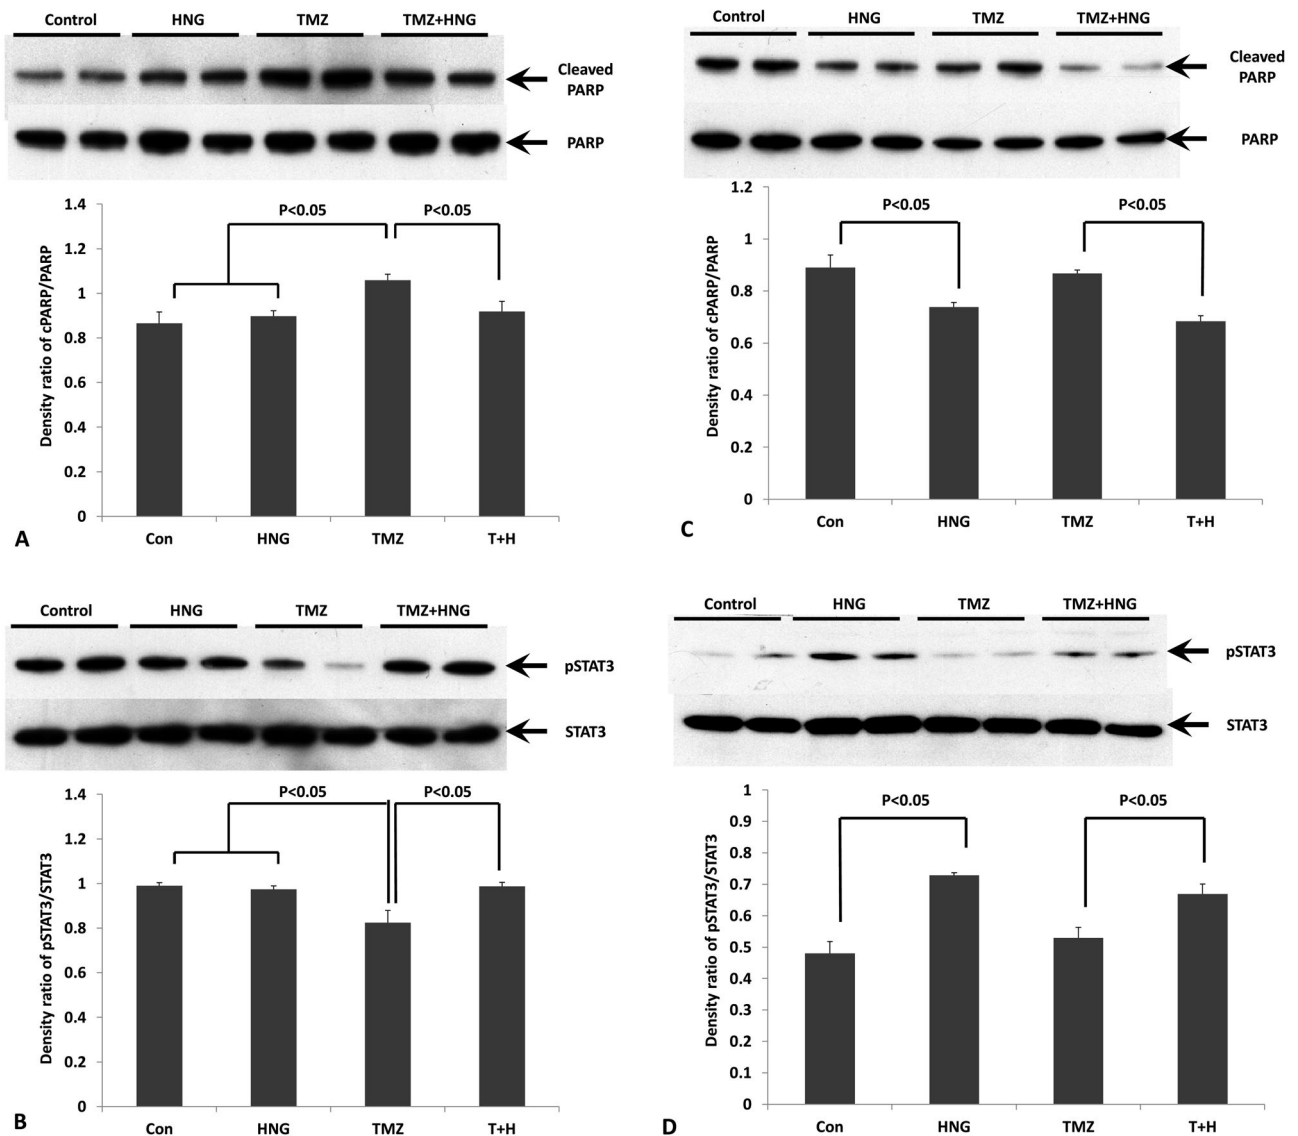 Control HNG TMZ TMZ+HNG
Cleaved
PARP
PARP
1.4
1.2
1
0.8
0.6
0.4
0.2
0
Density ratio of cPARP/PARP
P<0.05 P<0.05
Con HNG TMZ T+H
A
Control HNG TMZ TMZ+HNG
Cleaved
PARP
PARP
1.2
1
0.8
0.6
0.4
0.2
0
Density ratio of cPARP/PARP
P<0.05 P<0.05
Con HNG TMZ T+H
C
Control HNG TMZ TMZ+HNG
pSTAT3
STAT3
1.4
1.2
1
0.8
0.6
0.4
0.2
0
Density ratio of pSTAT3/STAT3
P<0.05 P<0.05
Con HNG TMZ T+H
B
Control HNG TMZ TMZ+HNG
pSTAT3
STAT3
1
0.9
0.8
0.7
0.6
0.5
0.4
0.3
0.2
0.1
0
Density ratio of pSTAT3/STAT3
P<0.05 P<0.05
Con HNG TMZ T+H
D